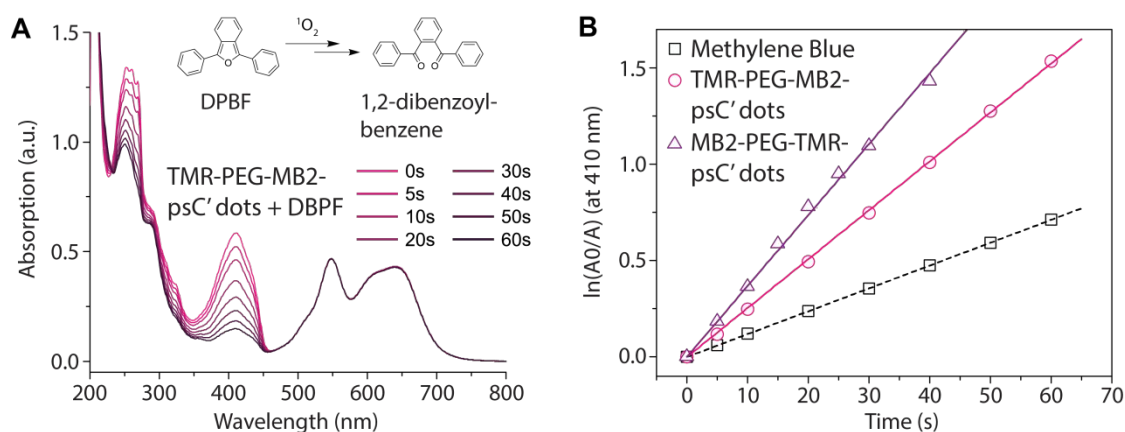 A
1.5
1.0
0.5
0.0
Absorption (a.u.)
200 300 400 500 600 700 800
Wavelength (nm)
¹O₂
O
O O
DPBF
1,2-dibenzoyl-
benzene
TMR-PEG-MB2-
psC' dots + DBPF
0s 30s
5s 40s
10s 50s
20s 60s
B
1.5
1.0
0.5
0.0
ln(A0/A) (at 410 nm)
0 10 20 30 40 50 60 70
Time (s)
Methylene Blue
TMR-PEG-MB2-
psC' dots
MB2-PEG-TMR-
psC' dots